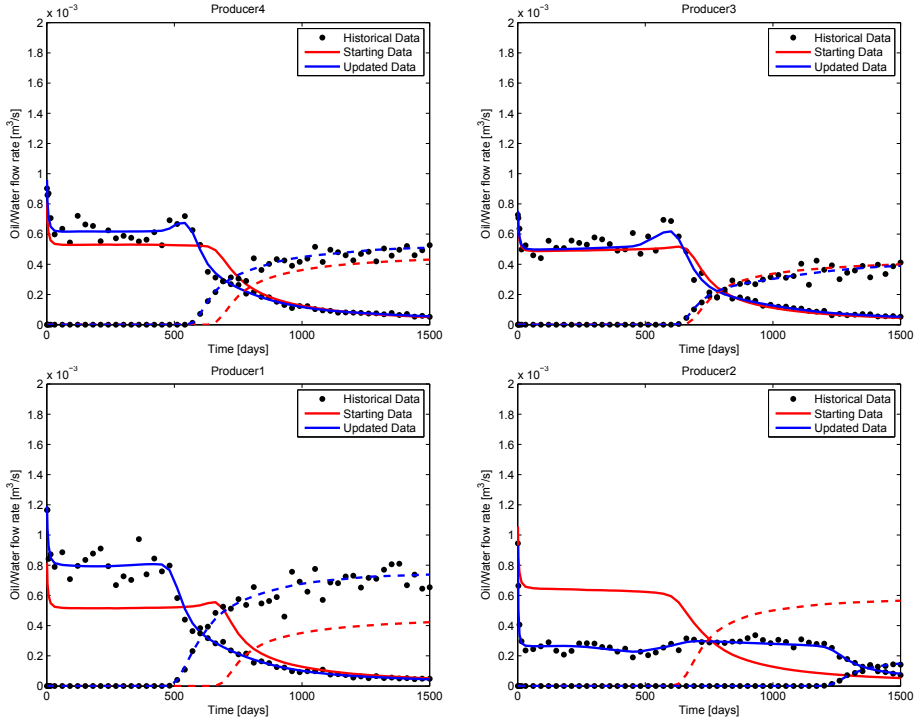 Producer4
x 10⁻³
2
1.8
1.6
1.4
1.2
1
0.8
0.6
0.4
0.2
0
Oil/Water flow rate [m³/s]
Historical Data
Starting Data
Updated Data
0 500 1000 1500
Time [days]
Producer3
x 10⁻³
2
1.8
1.6
1.4
1.2
1
0.8
0.6
0.4
0.2
0
Oil/Water flow rate [m³/s]
Historical Data
Starting Data
Updated Data
0 500 1000 1500
Time [days]
Producer1
x 10⁻³
2
1.8
1.6
1.4
1.2
1
0.8
0.6
0.4
0.2
0
Oil/Water flow rate [m³/s]
Historical Data
Starting Data
Updated Data
0 500 1000 1500
Time [days]
Producer2
x 10⁻³
2
1.8
1.6
1.4
1.2
1
0.8
0.6
0.4
0.2
0
Oil/Water flow rate [m³/s]
Historical Data
Starting Data
Updated Data
0 500 1000 1500
Time [days]